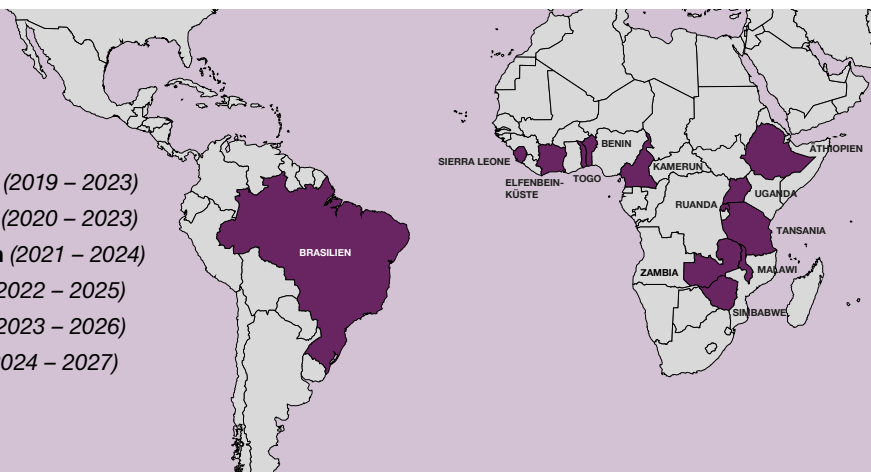 (2019 – 2023)
(2020 – 2023)
(2021 – 2024)
2022 – 2025)
2023 – 2026)
024 – 2027)
BRASILIEN
SIERRA LEONE
ELFENBEIN-
KÜSTE
TOGO
BENIN
KAMERUN
ÄTHIOPIEN
UGANDA
RUANDA
TANSANIA
ZAMBIA
MALAWI
SIMBABWE